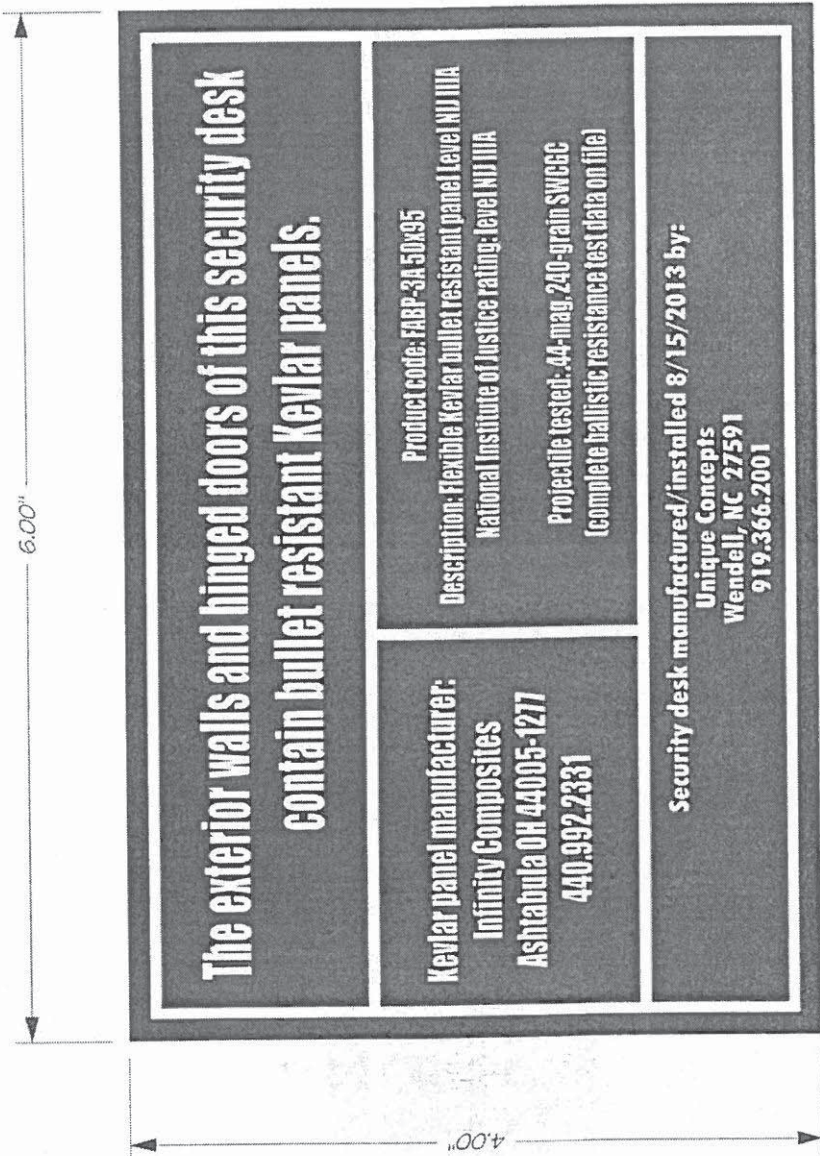 6.00"
4.00"
The exterior walls and hinged doors of this security desk
contain bullet resistant Kevlar panels.
Kevlar panel manufacturer:
Infinity Composites
Ashtabula OH 44005-1277
440.992.2331
Product code: FABP-3A 50x95
Description: Flexible Kevlar bullet resistant panel Level NIJ IIIA
National Institute of Justice rating: level NIJ IIIA
Projectile tested: .44-mag, 240-grain SWCGC
(complete ballistic resistance test data on file)
Security desk manufactured/installed 8/15/2013 by:
Unique Concepts
Wendell, NC 27591
919.366.2001